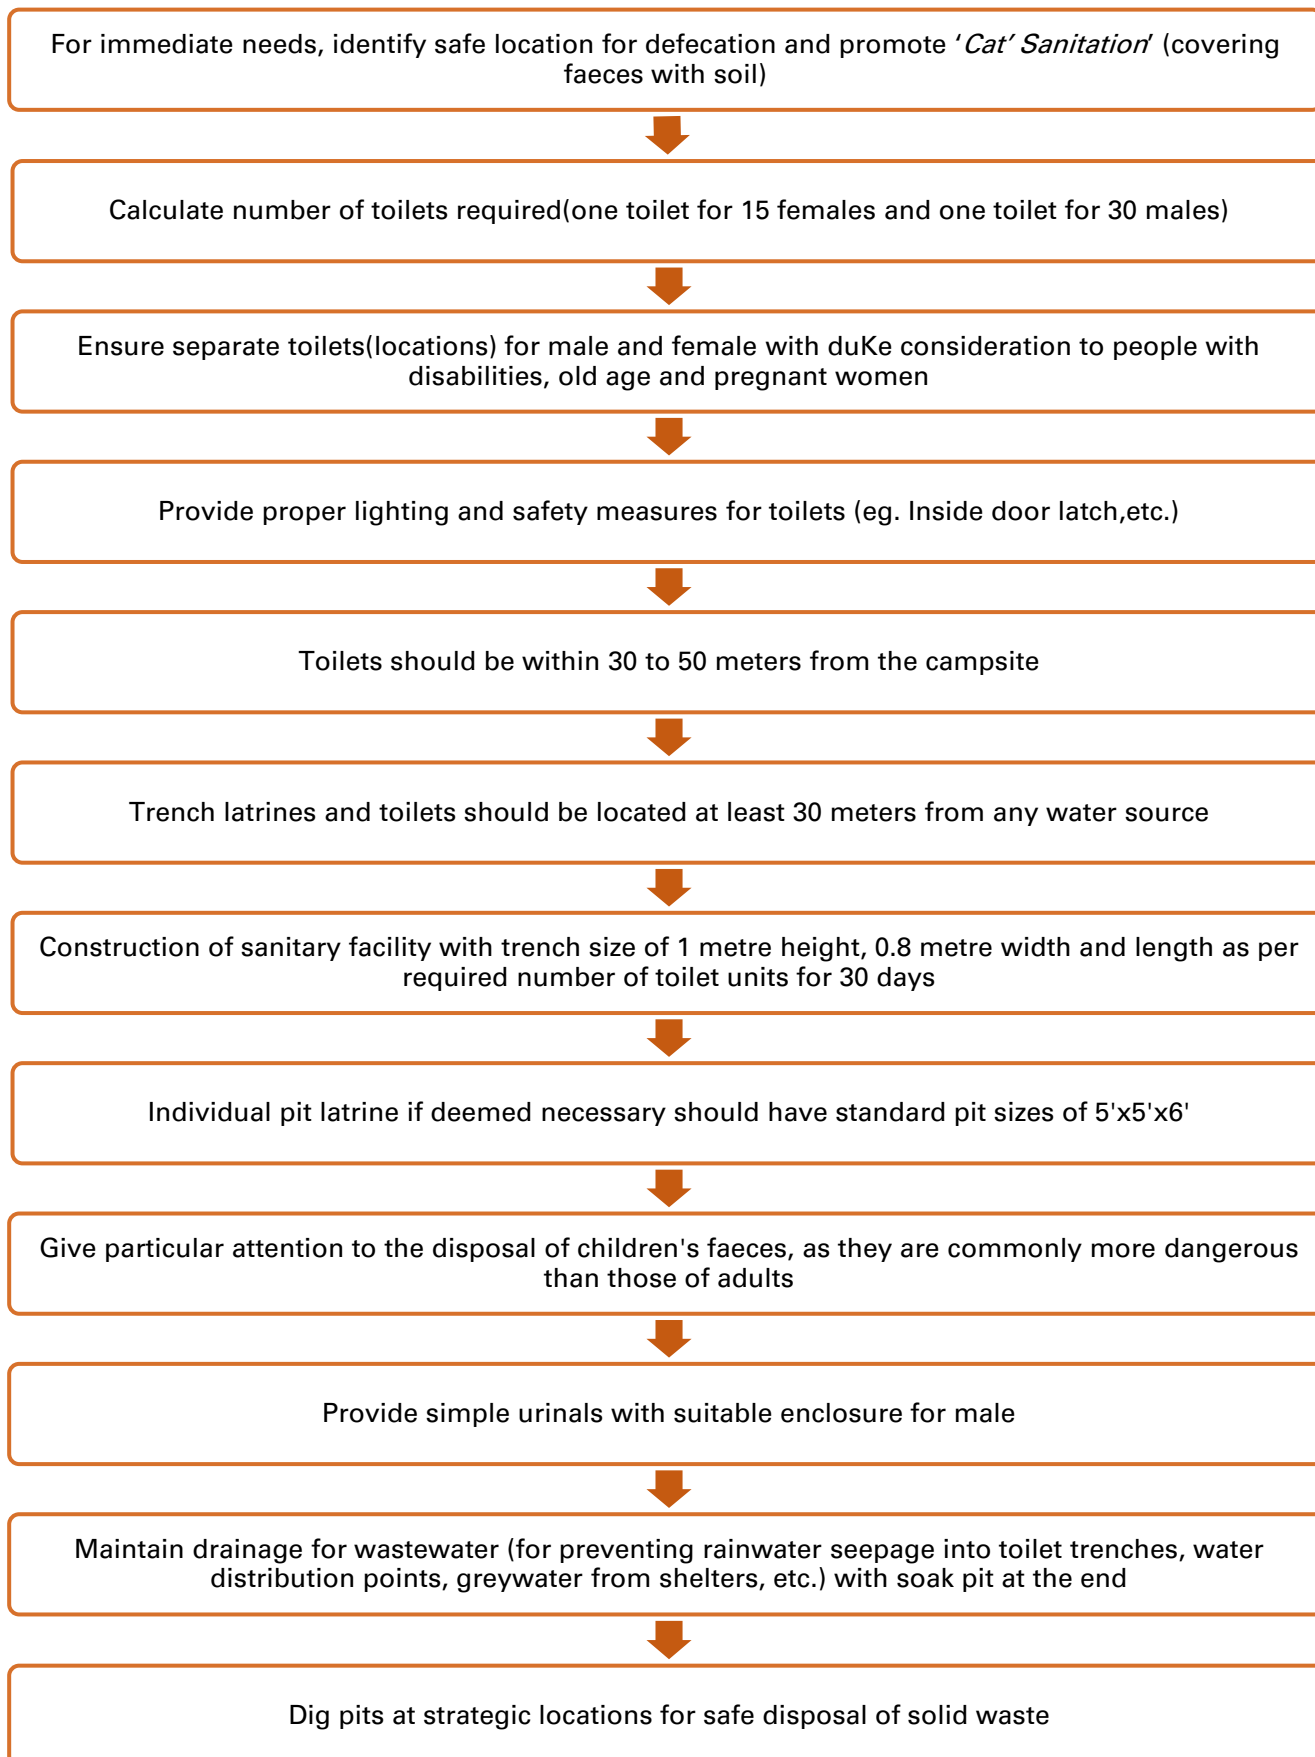 For immediate needs, identify safe location for defecation and promote ‘Cat’ Sanitation’ (covering
faeces with soil)
Calculate number of toilets required(one toilet for 15 females and one toilet for 30 males)
Ensure separate toilets(locations) for male and female with duKe consideration to people with
disabilities, old age and pregnant women
Provide proper lighting and safety measures for toilets (eg. Inside door latch,etc.)
Toilets should be within 30 to 50 meters from the campsite
Trench latrines and toilets should be located at least 30 meters from any water source
Construction of sanitary facility with trench size of 1 metre height, 0.8 metre width and length as per
required number of toilet units for 30 days
Individual pit latrine if deemed necessary should have standard pit sizes of 5'x5'x6'
Give particular attention to the disposal of children's faeces, as they are commonly more dangerous
than those of adults
Provide simple urinals with suitable enclosure for male
Maintain drainage for wastewater (for preventing rainwater seepage into toilet trenches, water
distribution points, greywater from shelters, etc.) with soak pit at the end
Dig pits at strategic locations for safe disposal of solid waste